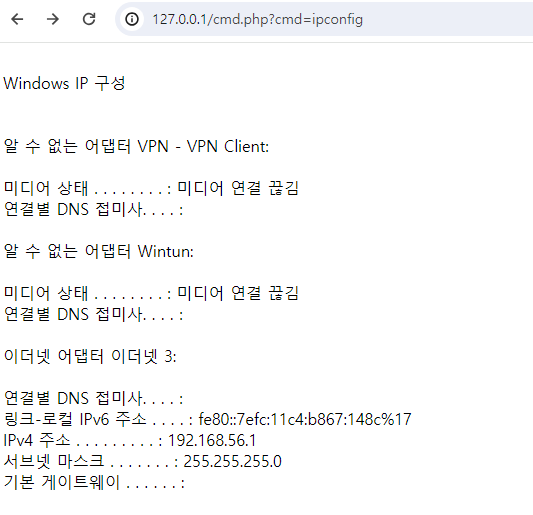 127.0.0.1/cmd.php?cmd=ipconfig
Windows IP 구성
알 수 없는 어댑터 VPN - VPN Client:
미디어 상태 . . . . . . . . : 미디어 연결 끊김
연결별 DNS 접미사. . . . :
알 수 없는 어댑터 Wintun:
미디어 상태 . . . . . . . . : 미디어 연결 끊김
연결별 DNS 접미사. . . . :
이더넷 어댑터 이더넷 3:
연결별 DNS 접미사. . . . :
링크-로컬 IPv6 주소 . . . . : fe80::7efc:11c4:b867:148c%17
IPv4 주소 . . . . . . . . . : 192.168.56.1
서브넷 마스크 . . . . . . . : 255.255.255.0
기본 게이트웨이 . . . . . . :